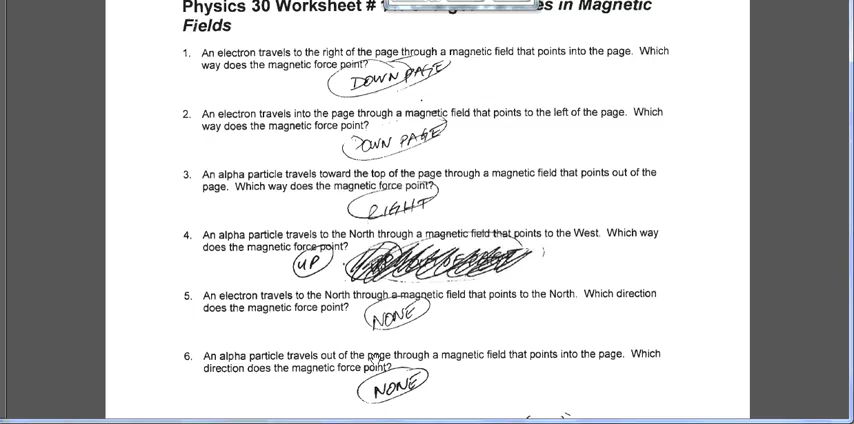 Physics 30 Worksheet # es in Magnetic
Fields
1. An electron travels to the right of the page through a magnetic field that points into the page. Which
way does the magnetic force point?
DOWN PAGE
2. An electron travels into the page through a magnetic field that points to the left of the page. Which
way does the magnetic force point?
DOWN PAGE
3. An alpha particle travels toward the top of the page through a magnetic field that points out of the
page. Which way does the magnetic force point?
RIGHT
4. An alpha particle travels to the North through a magnetic field that points to the West. Which way
does the magnetic force point?
UP
5. An electron travels to the North through a magnetic field that points to the North. Which direction
does the magnetic force point?
NONE
6. An alpha particle travels out of the page through a magnetic field that points into the page. Which
direction does the magnetic force point?
NONE